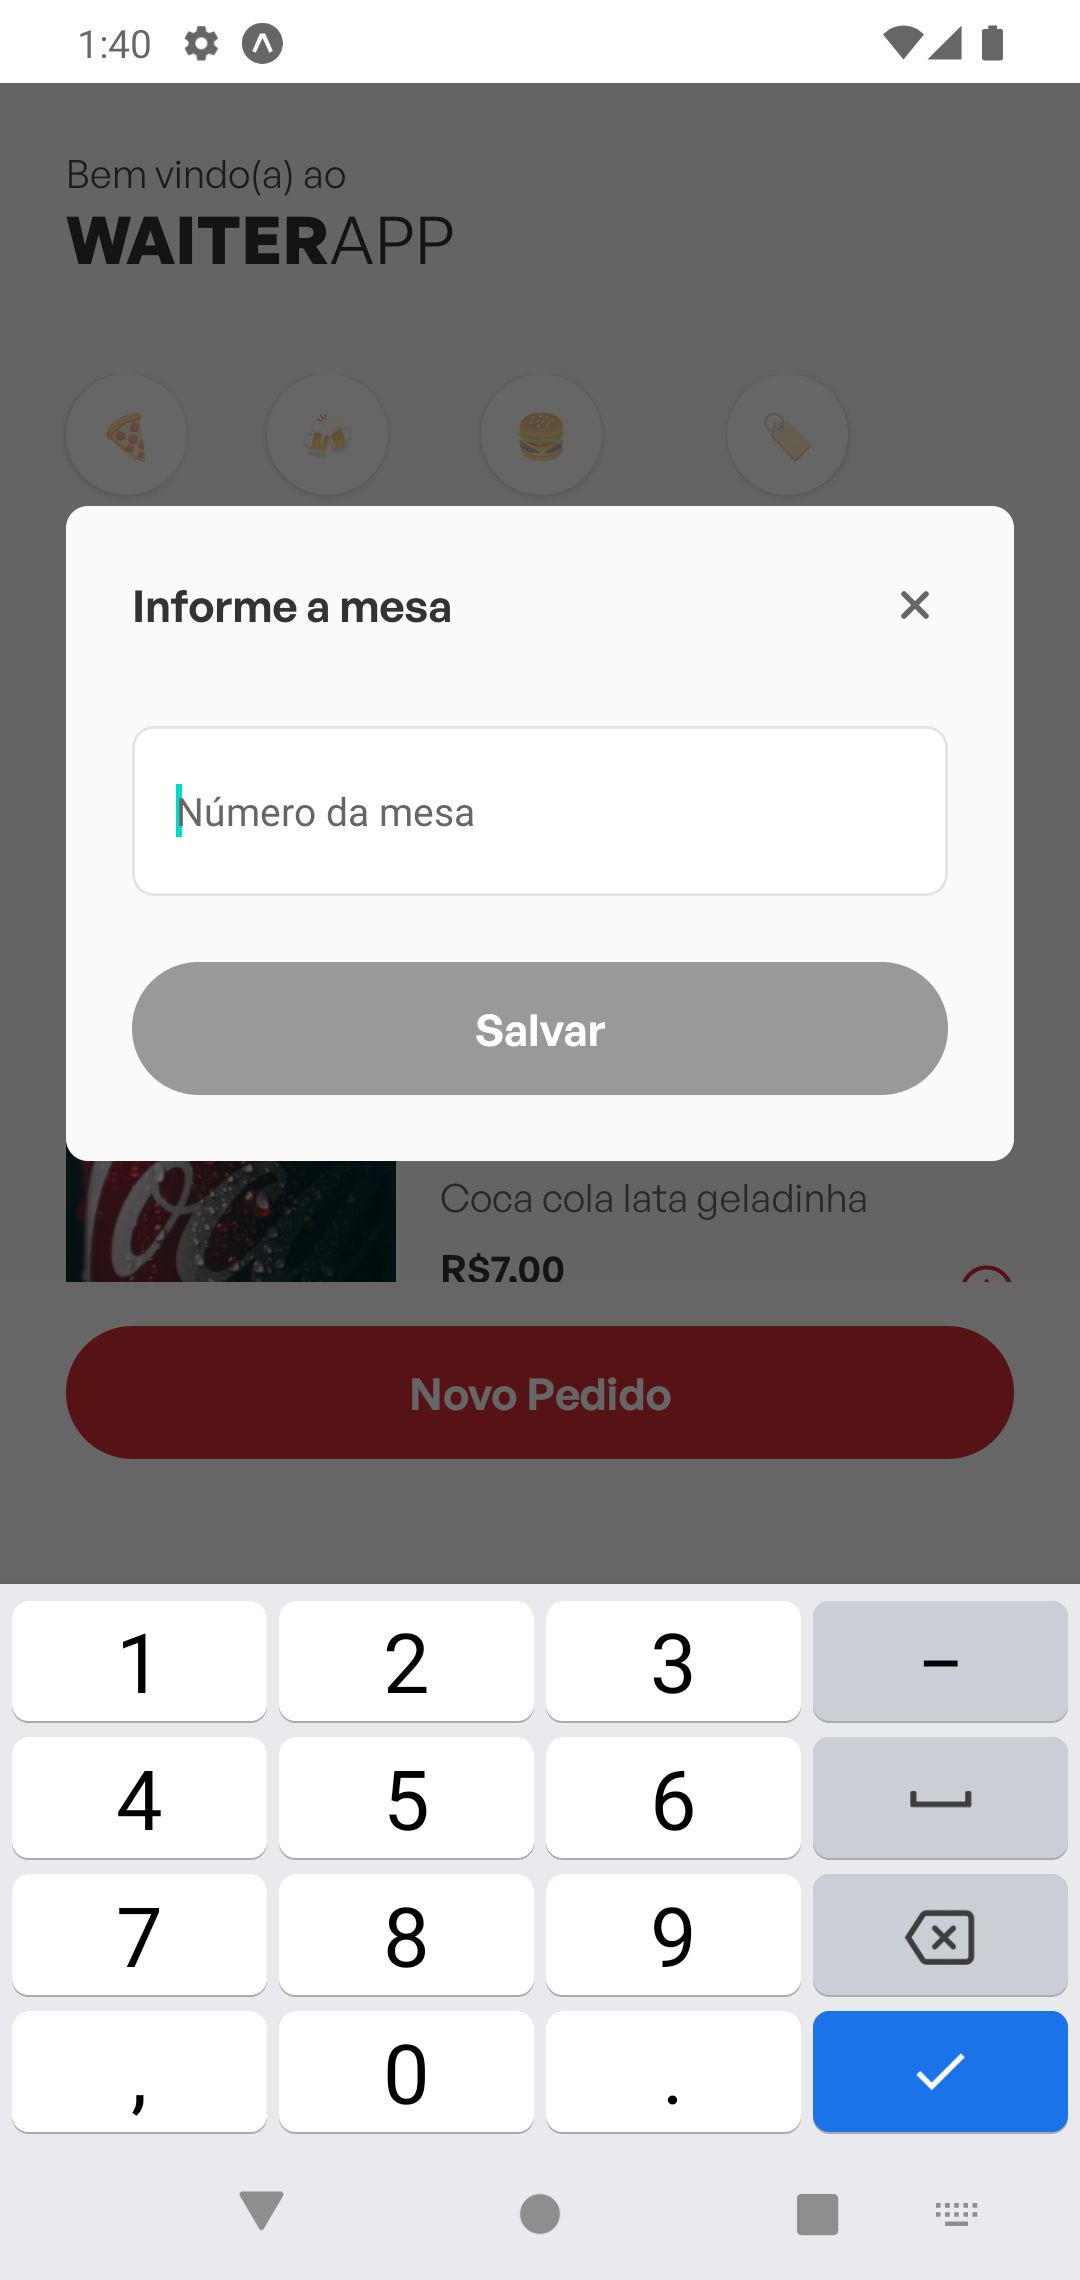 1:40
Bem vindo(a) ao
WAITERAPP
Informe a mesa
Número da mesa
Salvar
Coca cola lata geladinha
R$7,00
Novo Pedido
1 2 3 –
4 5 6
7 8 9
, 0 .